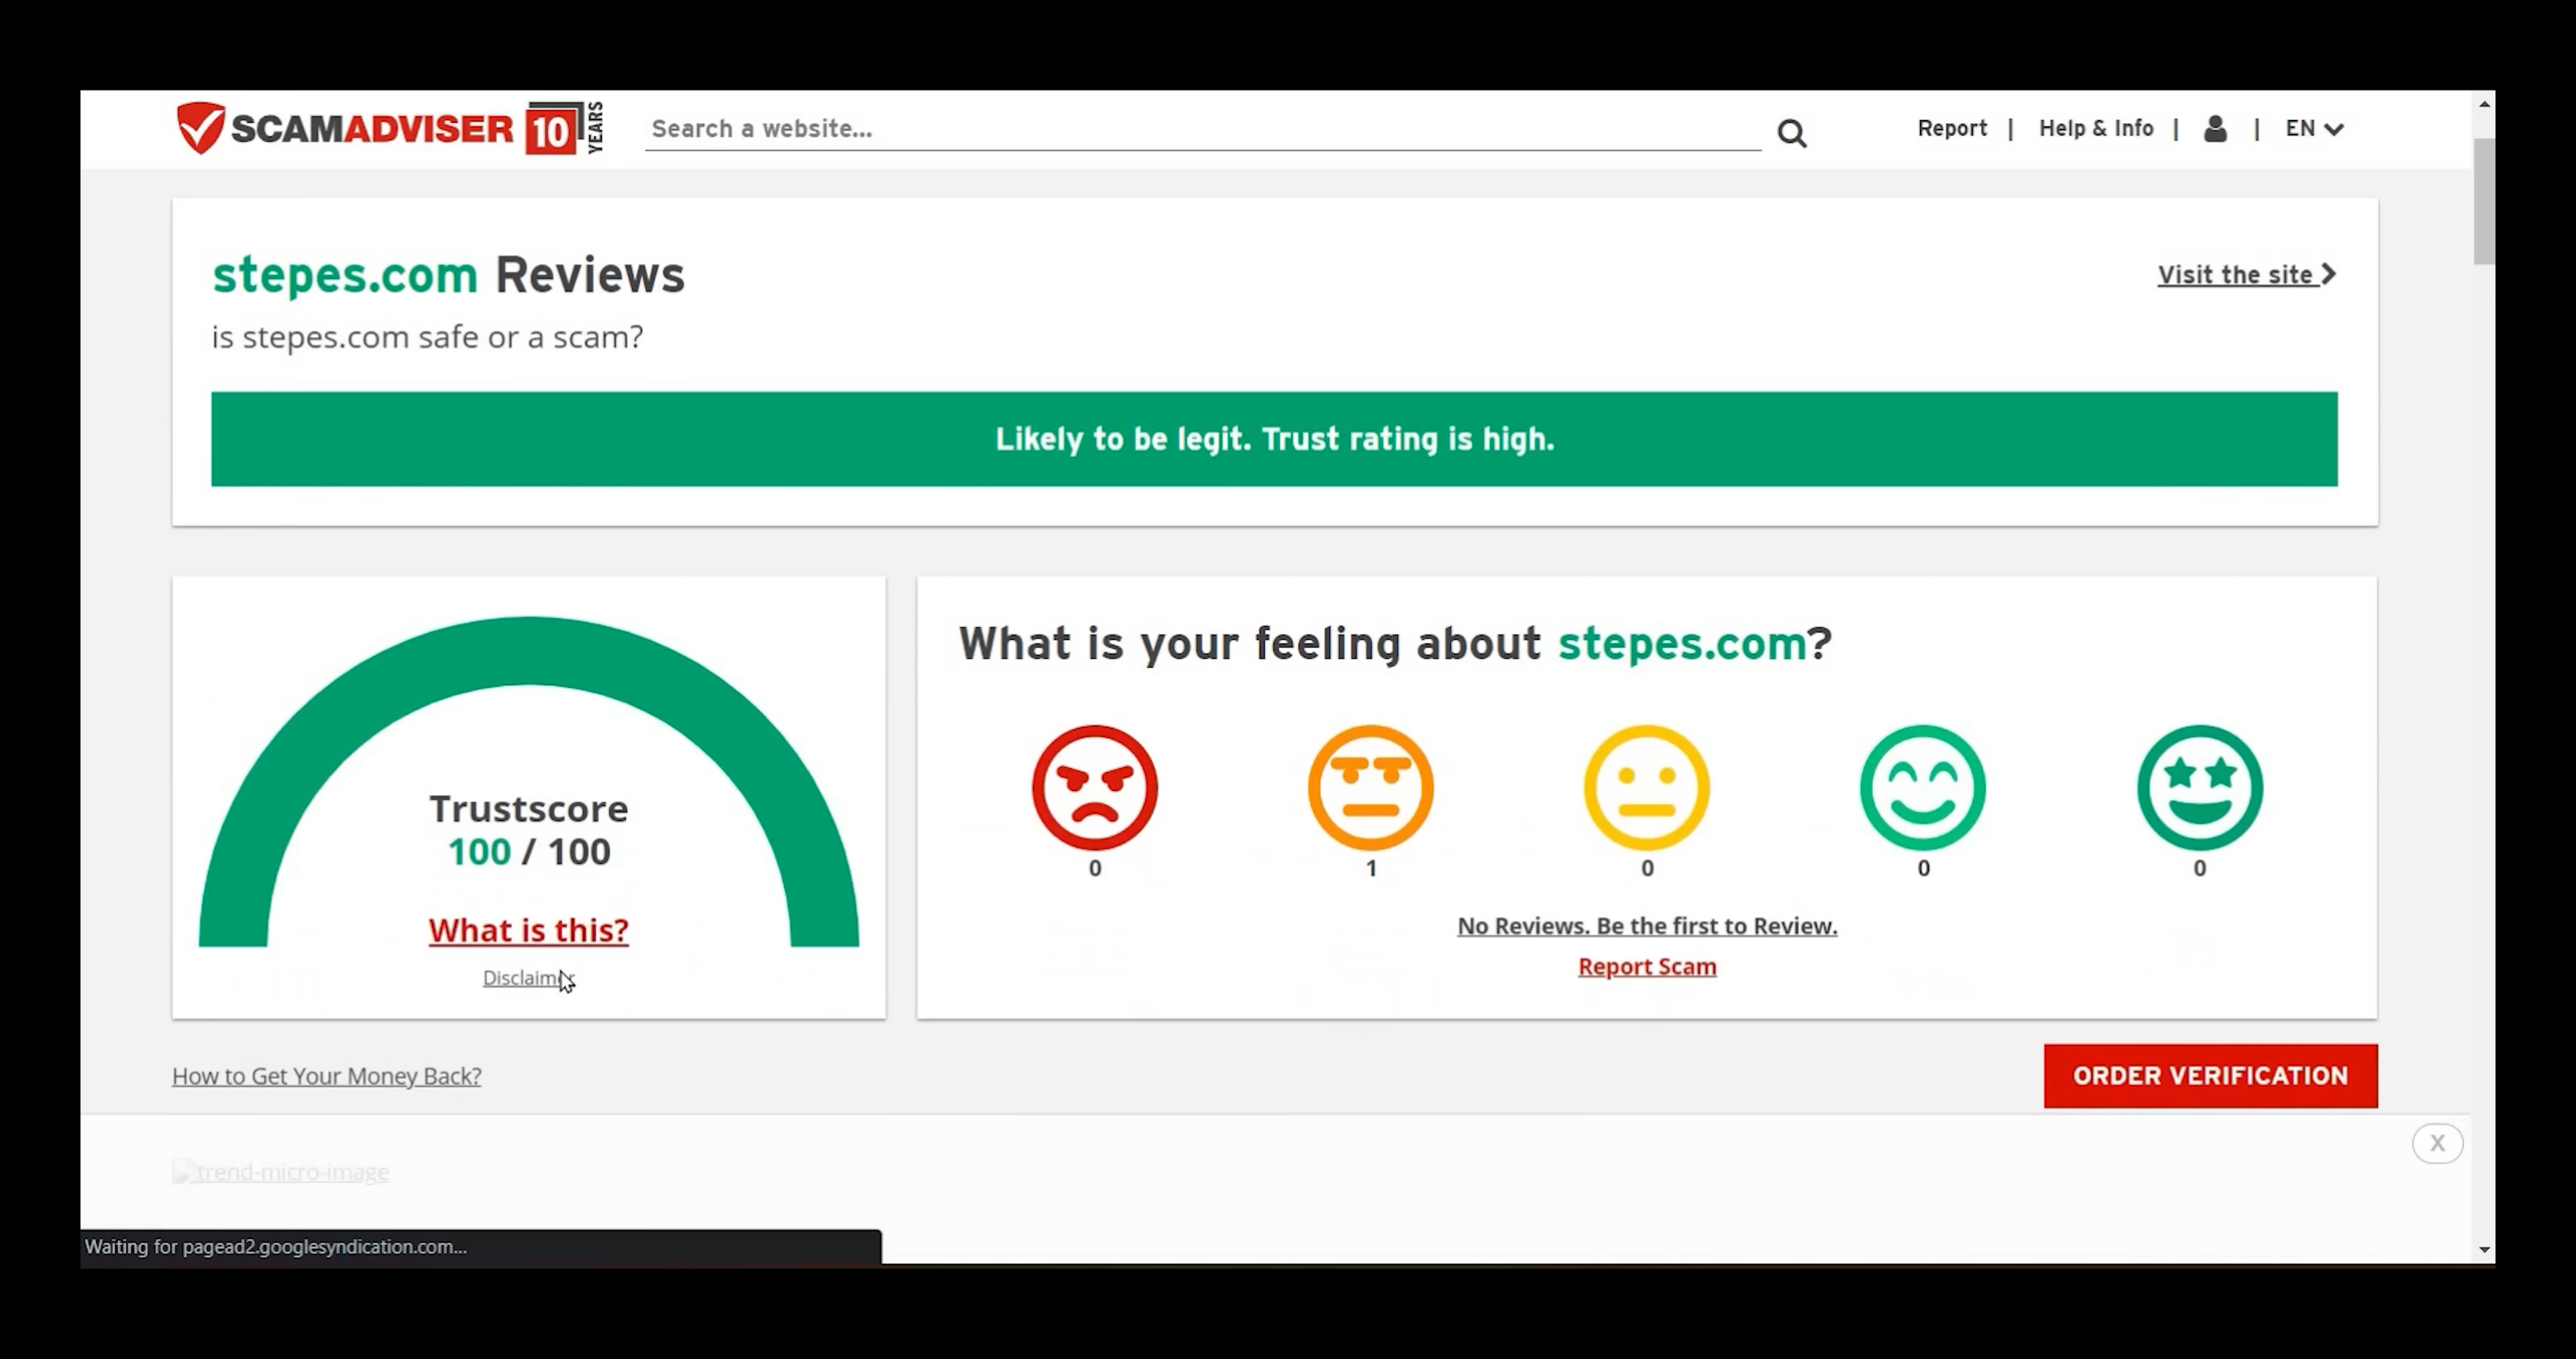 SCAMADVISER 10 YEARS
Search a website...
Report | Help & Info | | EN
stepes.com Reviews
Visit the site
is stepes.com safe or a scam?
Likely to be legit. Trust rating is high.
Trustscore
100 / 100
What is this?
What is your feeling about stepes.com?
0 1 0 0 0
No Reviews. Be the first to Review.
Report Scam
How to Get Your Money Back?
ORDER VERIFICATION
X
trend-micro-image
Waiting for pagead2.googlesyndication.com...